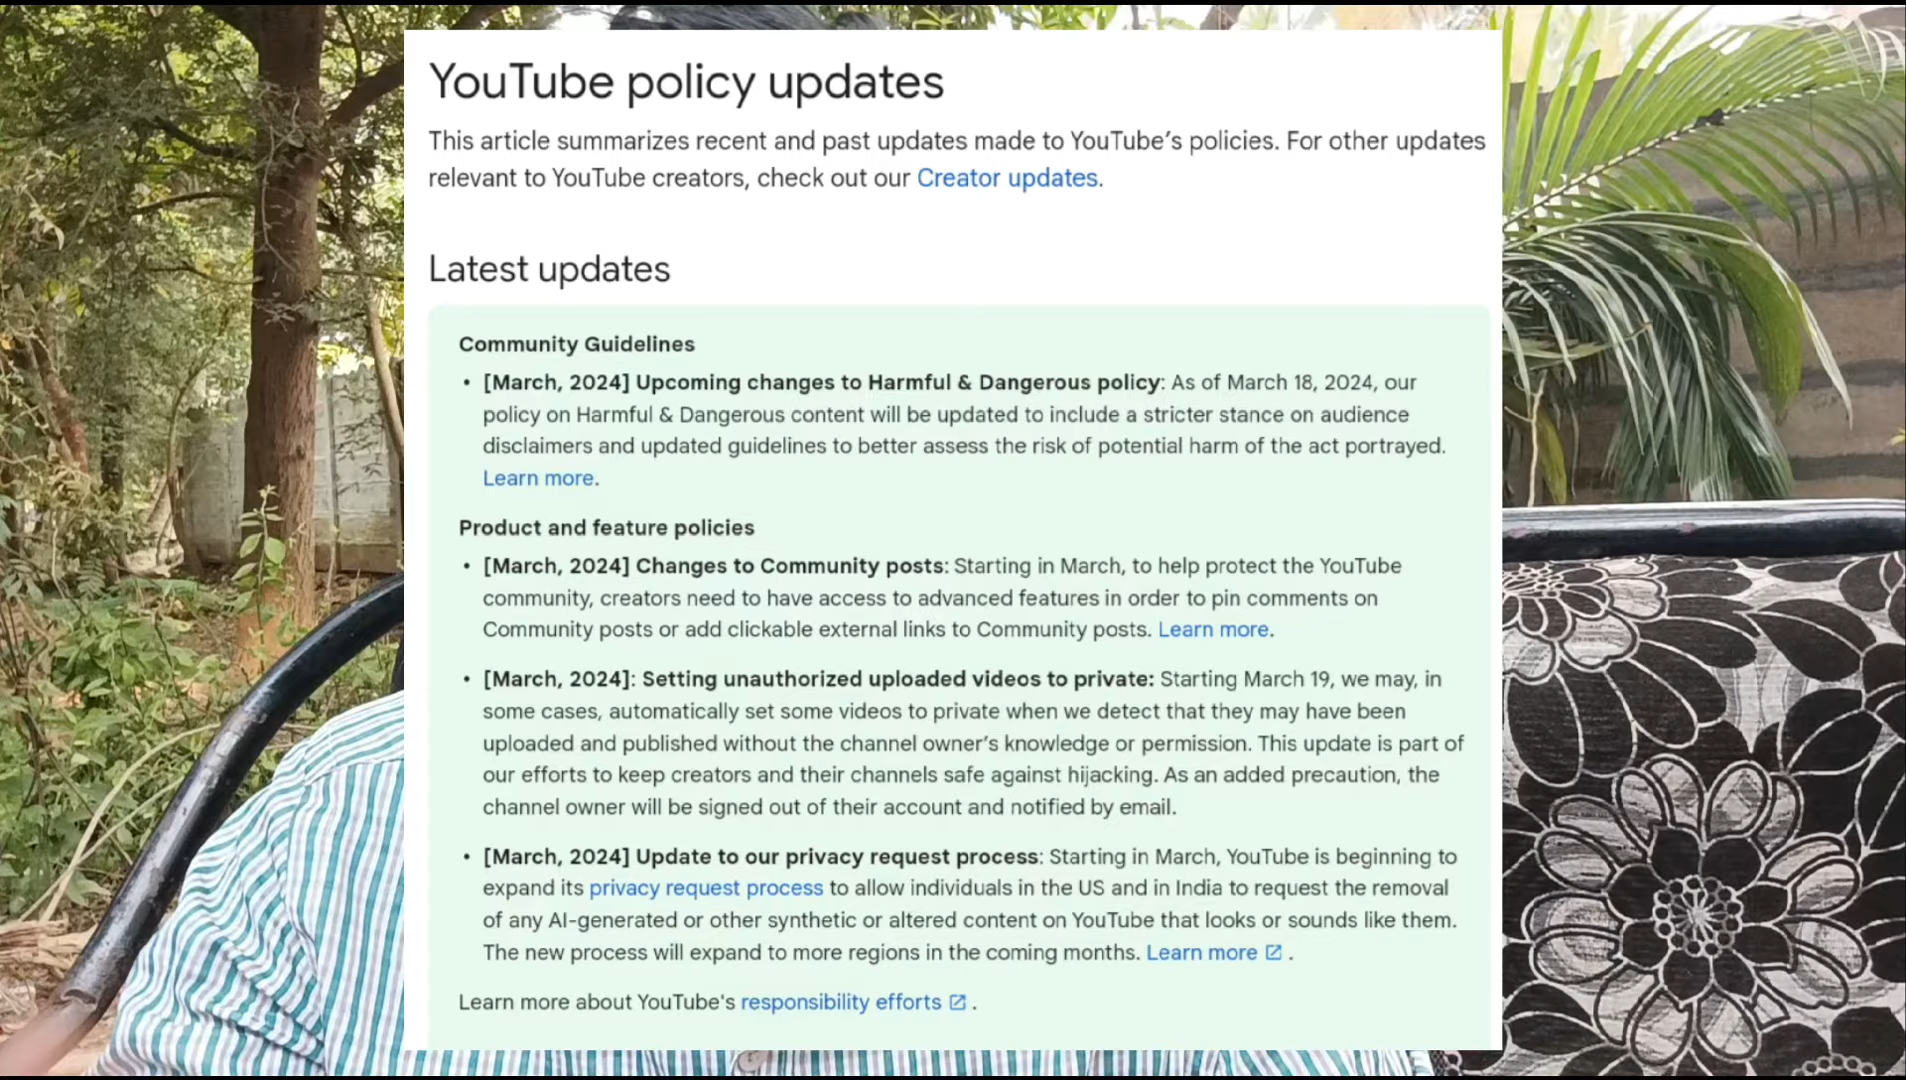 YouTube policy updates
This article summarizes recent and past updates made to YouTube’s policies. For other updates
relevant to YouTube creators, check out our Creator updates.
Latest updates
Community Guidelines
• [March, 2024] Upcoming changes to Harmful & Dangerous policy: As of March 18, 2024, our
policy on Harmful & Dangerous content will be updated to include a stricter stance on audience
disclaimers and updated guidelines to better assess the risk of potential harm of the act portrayed.
Learn more.
Product and feature policies
• [March, 2024] Changes to Community posts: Starting in March, to help protect the YouTube
community, creators need to have access to advanced features in order to pin comments on
Community posts or add clickable external links to Community posts. Learn more.
• [March, 2024]: Setting unauthorized uploaded videos to private: Starting March 19, we may, in
some cases, automatically set some videos to private when we detect that they may have been
uploaded and published without the channel owner’s knowledge or permission. This update is part of
our efforts to keep creators and their channels safe against hijacking. As an added precaution, the
channel owner will be signed out of their account and notified by email.
• [March, 2024] Update to our privacy request process: Starting in March, YouTube is beginning to
expand its privacy request process to allow individuals in the US and in India to request the removal
of any AI-generated or other synthetic or altered content on YouTube that looks or sounds like them.
The new process will expand to more regions in the coming months. Learn more .
Learn more about YouTube's responsibility efforts .